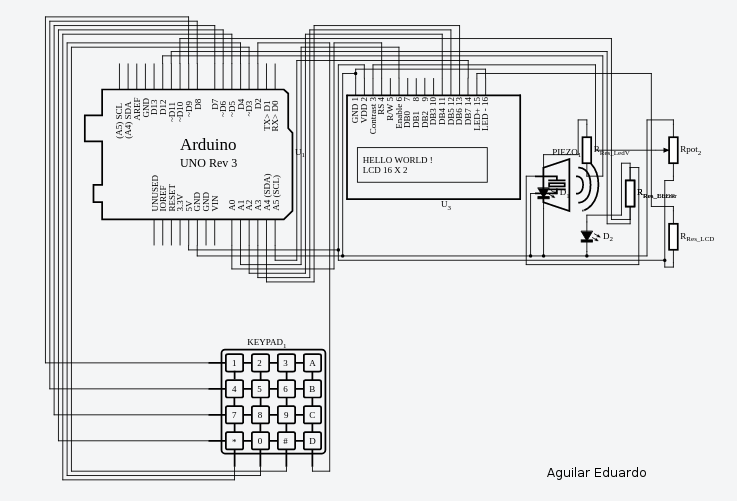 (A5) SCL
(A4) SDA
AREF
GND
D13
D12
~D11
~D10
~D9
D8
D7
~D6
~D5
D4
~D3
D2
TX> D1
RX> D0
Arduino
UNO Rev 3
U1
UNUSED
IOREF
RESET
3.3V
5V
GND
GND
VIN
A0
A1
A2
A3
A4 (SDA)
A5 (SCL)
GND 1
VDD 2
Contrast 3
RS 4
R/W 5
Enable 6
DB0 7
DB1 8
DB2 9
DB3 10
DB4 11
DB5 12
DB6 13
DB7 14
LED+ 15
LED - 16
HELLO WORLD !
LCD 16 X 2
U3
PIEZO1
RRes_LedV
Rpot2
D2
RRes_LCD
KEYPAD1
1 2 3 A
4 5 6 B
7 8 9 C
* 0 # D
Aguilar Eduardo